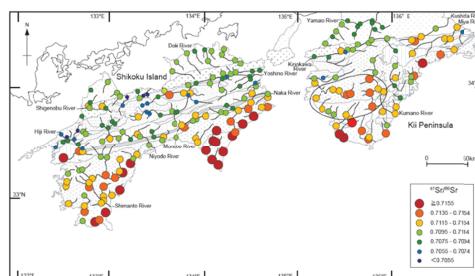 133°E
134°E
135°E
136° E
Kushida R
Miya R
Yamao River
N
Doki River
Kinokawa River
Shikoku Island
Yoshino River
34°
Shigenobu River
Naka River
Kumano River
Hiji River
Kii Peninsula
Monobe River
Niyodo River
0 50km
33°N
⁸⁷Sr/⁸⁶Sr
≧0.7155
Shimanto River
0.7135 - 0.7154
0.7115 - 0.7134
0.7095 - 0.7114
0.7075 - 0.7094
0.7055 - 0.7074
<0.7055